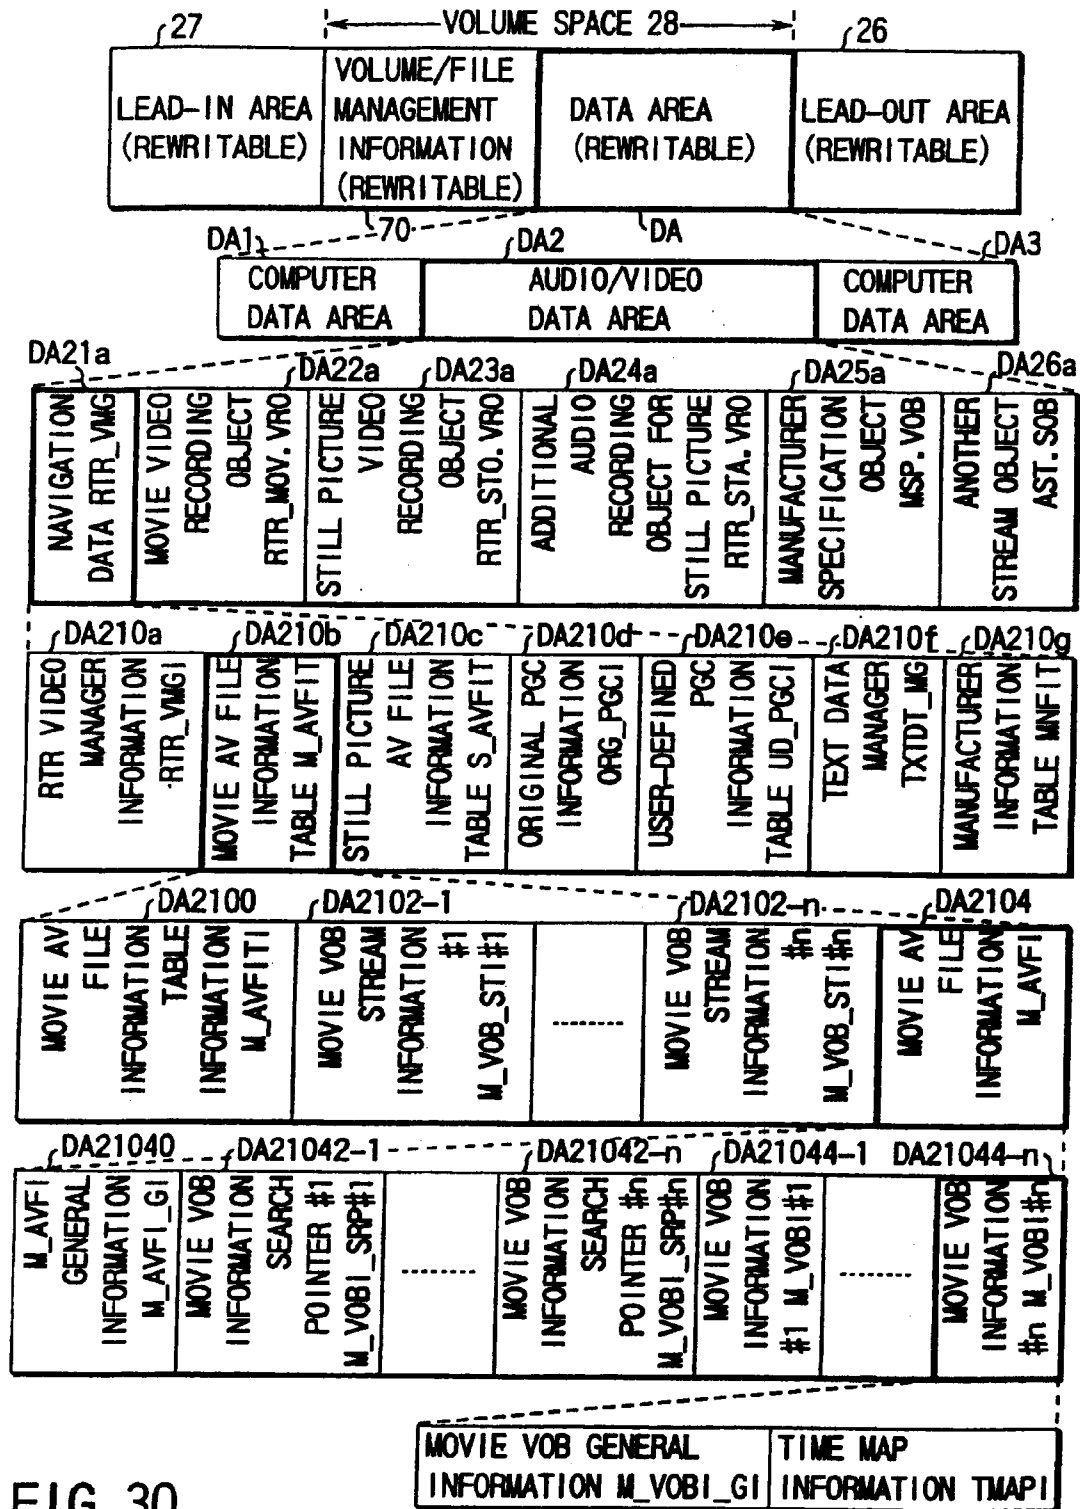 27
VOLUME SPACE 28
26
LEAD-IN AREA
(REWRITABLE)
VOLUME/FILE
MANAGEMENT
INFORMATION
(REWRITABLE)
DATA AREA
(REWRITABLE)
LEAD-OUT AREA
(REWRITABLE)
DA1
70
DA2
DA
DA3
COMPUTER
DATA AREA
AUDIO/VIDEO
DATA AREA
COMPUTER
DATA AREA
DA21a
DA22a
DA23a
DA24a
DA25a
DA26a
NAVIGATION
DATA RTR_VMG
MOVIE VIDEO
RECORDING
OBJECT
RTR_MOV.VRO
STILL PICTURE
VIDEO
RECORDING
OBJECT
RTR_STO.VRO
ADDITIONAL
AUDIO
RECORDING
OBJECT FOR
STILL PICTURE
RTR_STA.VRO
MANUFACTURER
SPECIFICATION
OBJECT
MSP.VOB
ANOTHER
STREAM OBJECT
AST.SOB
DA210a
DA210b
DA210c
DA210d
DA210e
DA210f
DA210g
RTR VIDEO
MANAGER
INFORMATION
RTR_VMGI
MOVIE AV FILE
INFORMATION
TABLE M_AVFIT
STILL PICTURE
AV FILE
INFORMATION
TABLE S_AVFIT
ORIGINAL PGC
INFORMATION
ORG_PGCI
USER-DEFINED
PGC
INFORMATION
TABLE UD_PGCI
TEXT DATA
MANAGER
TXTDT_MG
MANUFACTURER
INFORMATION
TABLE MNFIT
DA2100
DA2102-1
DA2102-n
DA2104
MOVIE AV
FILE
INFORMATION
TABLE
INFORMATION
M_AVFITI
MOVIE VOB
STREAM
INFORMATION
#1
M_VOB_STI#1
MOVIE VOB
STREAM
INFORMATION
#n
M_VOB_STI#n
MOVIE AV
FILE
INFORMATION
M_AVFI
DA21040
DA21042-1
DA21042-n
DA21044-1
DA21044-n
M_AVFI
GENERAL
INFORMATION
M_AVFI_GI
MOVIE VOB
INFORMATION
SEARCH
POINTER #1
M_VOBI_SRP#1
MOVIE VOB
INFORMATION
SEARCH
POINTER #n
M_VOBI_SRP#n
MOVIE VOB
INFORMATION
#1 M_VOBI#1
MOVIE VOB
INFORMATION
#n M_VOBI#n
MOVIE VOB GENERAL
INFORMATION M_VOBI_GI
TIME MAP
INFORMATION TMAPI
FIG. 30